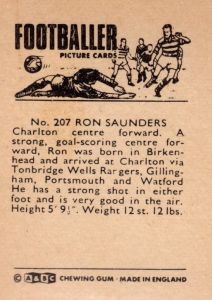 FOOTBALLER
PICTURE CARDS
No. 207 RON SAUNDERS
Charlton centre forward. A
strong, goal-scoring centre for-
ward, Ron was born in Birken-
head and arrived at Charlton via
Tonbridge Wells Rangers, Gilling-
ham, Portsmouth and Watford
He has a strong shot in either
foot and is very good in the air.
Height 5' 9½". Weight 12 st. 12 lbs.
© A&BC CHEWING GUM - MADE IN ENGLAND